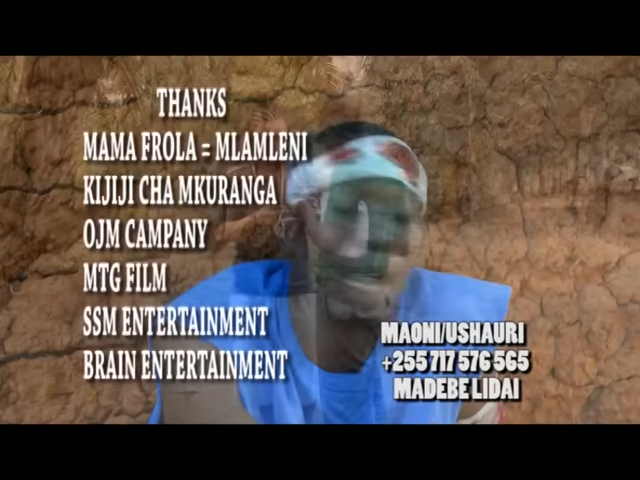 THANKS
MAMA FROLA = MLAMLENI
KIJIJI CHA MKURANGA
OJM CAMPANY
MTG FILM
SSM ENTERTAINMENT
BRAIN ENTERTAINMENT
MAONI/USHAURI
+255 717 576 565
MADEBE LIDAI